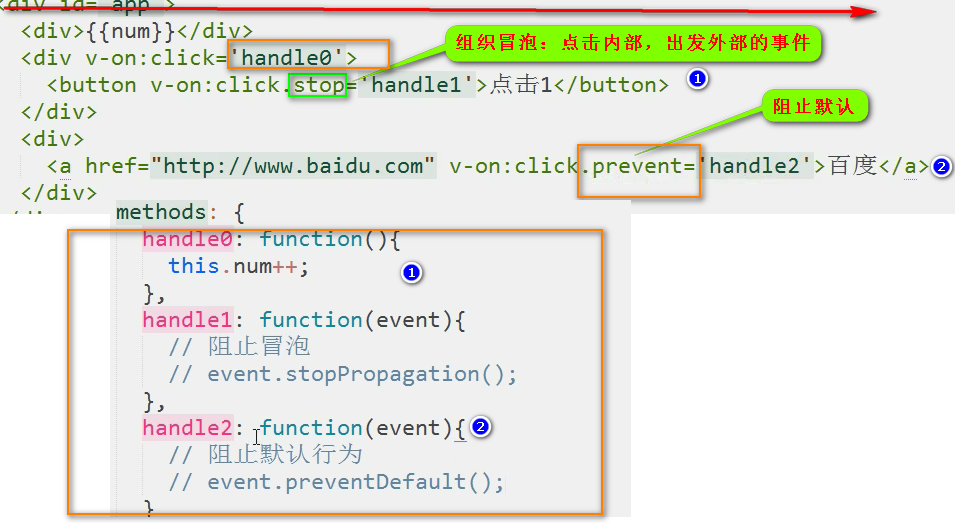 <div id="app">
<div>{{num}}</div>
<div v-on:click='handle0'>
组织冒泡：点击内部，出发外部的事件
<button v-on:click.stop='handle1'>点击1</button>
1
</div>
阻止默认
<div>
<a href="http://www.baidu.com" v-on:click.prevent='handle2'>百度</a>
2
</div>
methods: {
handle0: function(){
this.num++;
1
},
handle1: function(event){
// 阻止冒泡
// event.stopPropagation();
},
handle2: function(event){
2
// 阻止默认行为
// event.preventDefault();
}